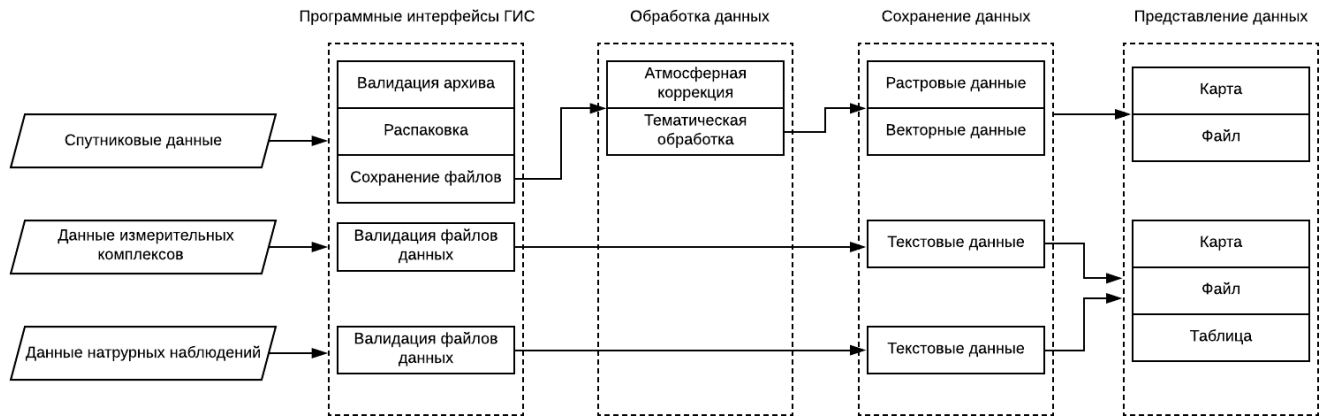 Программные интерфейсы ГИС
Обработка данных
Сохранение данных
Представление данных
Спутниковые данные
Валидация архива
Распаковка
Сохранение файлов
Атмосферная
коррекция
Тематическая
обработка
Растровые данные
Векторные данные
Карта
Файл
Данные измерительных
комплексов
Валидация файлов
данных
Текстовые данные
Карта
Файл
Таблица
Данные натрурных наблюдений
Валидация файлов
данных
Текстовые данные